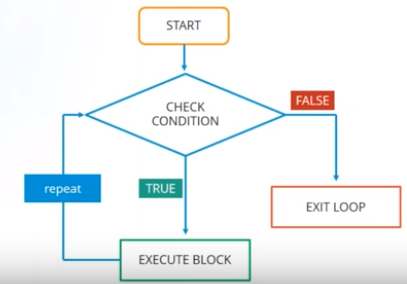 START
CHECK
CONDITION
FALSE
repeat
TRUE
EXIT LOOP
EXECUTE BLOCK